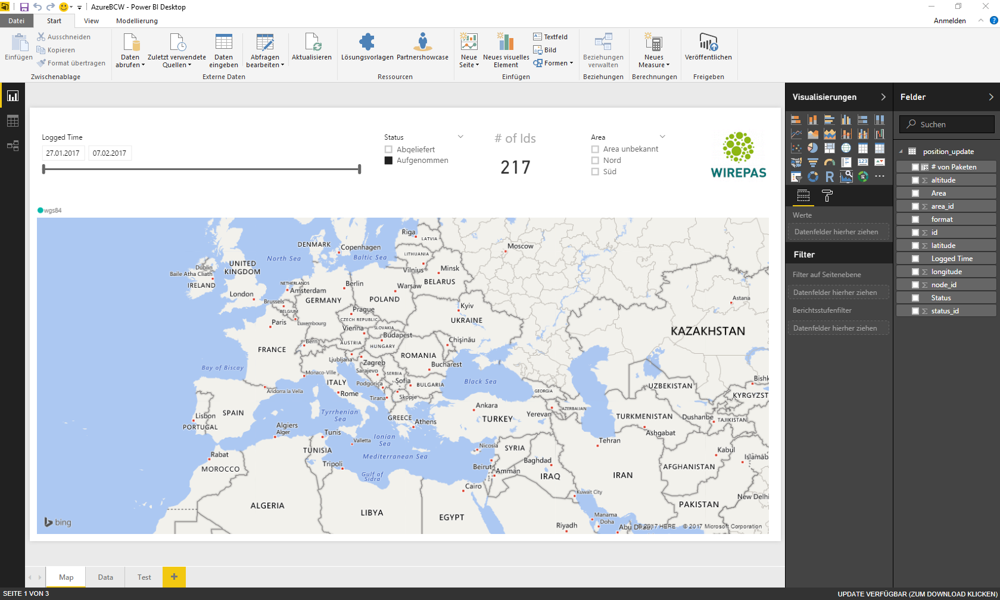 AzureBCW - Power BI Desktop
Datei Start View Modellierung Anmelden
Einfügen
Ausschneiden
Kopieren
Format übertragen
Zwischenablage
Daten abrufen
Zuletzt verwendete Quellen
Daten eingeben
Abfragen bearbeiten
Aktualisieren
Externe Daten
Lösungsvorlagen
Partnershowcase
Ressourcen
Neue Seite
Neues visuelles Element
Textfeld
Bild
Formen
Einfügen
Beziehungen verwalten
Beziehungen
Neues Measure
Berechnungen
Veröffentlichen
Freigeben
Logged Time
27.01.2017
07.02.2017
Status
Abgeliefert
Aufgenommen
# of Ids
217
Area
Area unbekannt
Nord
Süd
WIREPAS
wgs84
Riga
LATVIA
DENMARK
Copenhagen
Moscow
North Sea
Baltic Sea
LITHUANIA
UNITED KINGDOM
Dublin
Baile Atha Cliath
IRELAND
Vilnius
Minsk
BELARUS
NETHERLANDS
Amsterdam
Berlin
Warsaw
London
GERMANY
POLAND
Astana
Brussels
BELGIUM
Prague
Kyiv
CZECH REPUBLIC
UKRAINE
Paris
Luxembourg
Vienna
SLOVAKIA
Budapest
KAZAKHSTAN
Bern
AUSTRIA
HUNGARY
Chişinău
FRANCE
ROMANIA
Ljubljana
Zagreb
Bucharest
Bay of Biscay
Monaco-Ville
Sarajevo
SERBIA
ITALY
Podgorica
Sofia
BULGARIA
Black Sea
Bishk
Andorra la Vella
Rome
Tirana
Skopje
GEORGIA
UZBEKISTAN
KYRGYZST
Lisbon
SPAIN
Tyrrhenian Sea
Ankara
Yerevan
AZERBAIJAN
PORTUGAL
GREECE
Athens
TURKEY
TURKMENISTAN
Dushanbe
TAJIKISTAN
Algiers
Alger
Tunis
Valletta
Ionian Sea
Ashgabat
Tehran
TUNISIA
Nicosia
SYRIA
Kabul
Rabat
Tripoli
Mediterranean Sea
Beirut
Baghdad
Islamab
MOROCCO
Gulf of Sidra
Amman
IRAQ
IRAN
AFGHANISTAN
Cairo
Kuwait City
New Delhi
ALGERIA
LIBYA
EGYPT
PAKISTAN
Manama
Doha
Riyadh
bing
© 2017 HERE © 2017 Microsoft Corporation
Visualisierungen
Werte
Datenfelder hierher ziehen
Filter
Filter auf Seitenebene
Datenfelder hierher ziehen
Berichtsstufenfilter
Datenfelder hierher ziehen
Felder
Suchen
position_update
# von Paketen
altitude
Area
area_id
format
id
latitude
Logged Time
longitude
node_id
Status
status_id
Map Data Test
SEITE 1 VON 3
UPDATE VERFÜGBAR (ZUM DOWNLOAD KLICKEN)